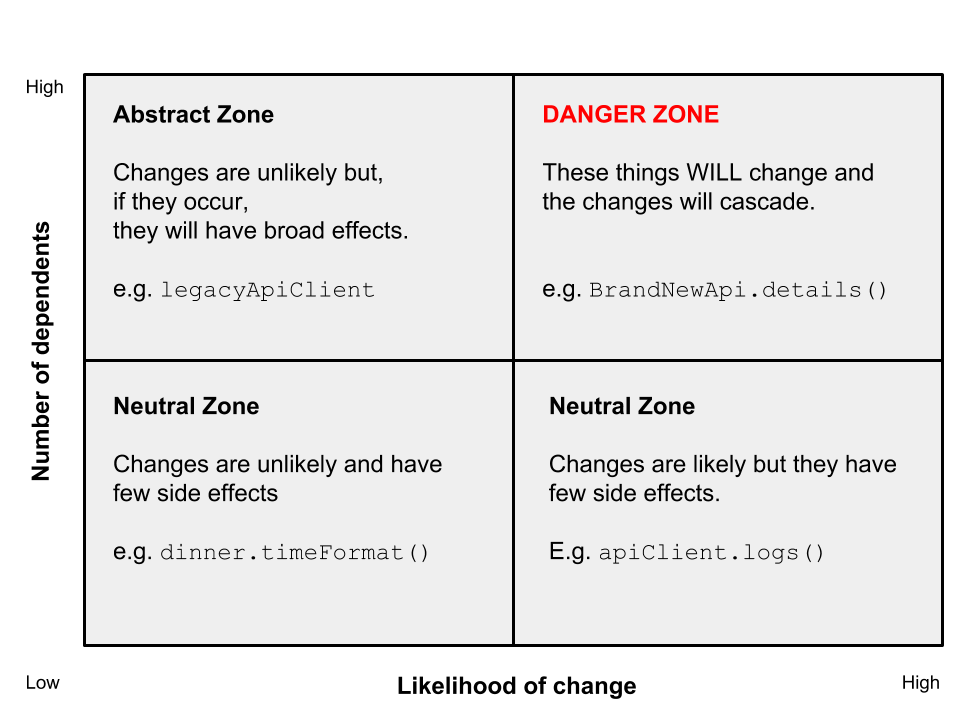 High
Abstract Zone
Changes are unlikely but,
if they occur,
they will have broad effects.
e.g. legacyApiClient
DANGER ZONE
These things WILL change and
the changes will cascade.
e.g. BrandNewApi.details()
Number of dependents
Neutral Zone
Changes are unlikely and have
few side effects
e.g. dinner.timeFormat()
Neutral Zone
Changes are likely but they have
few side effects.
E.g. apiClient.logs()
Low
Likelihood of change
High